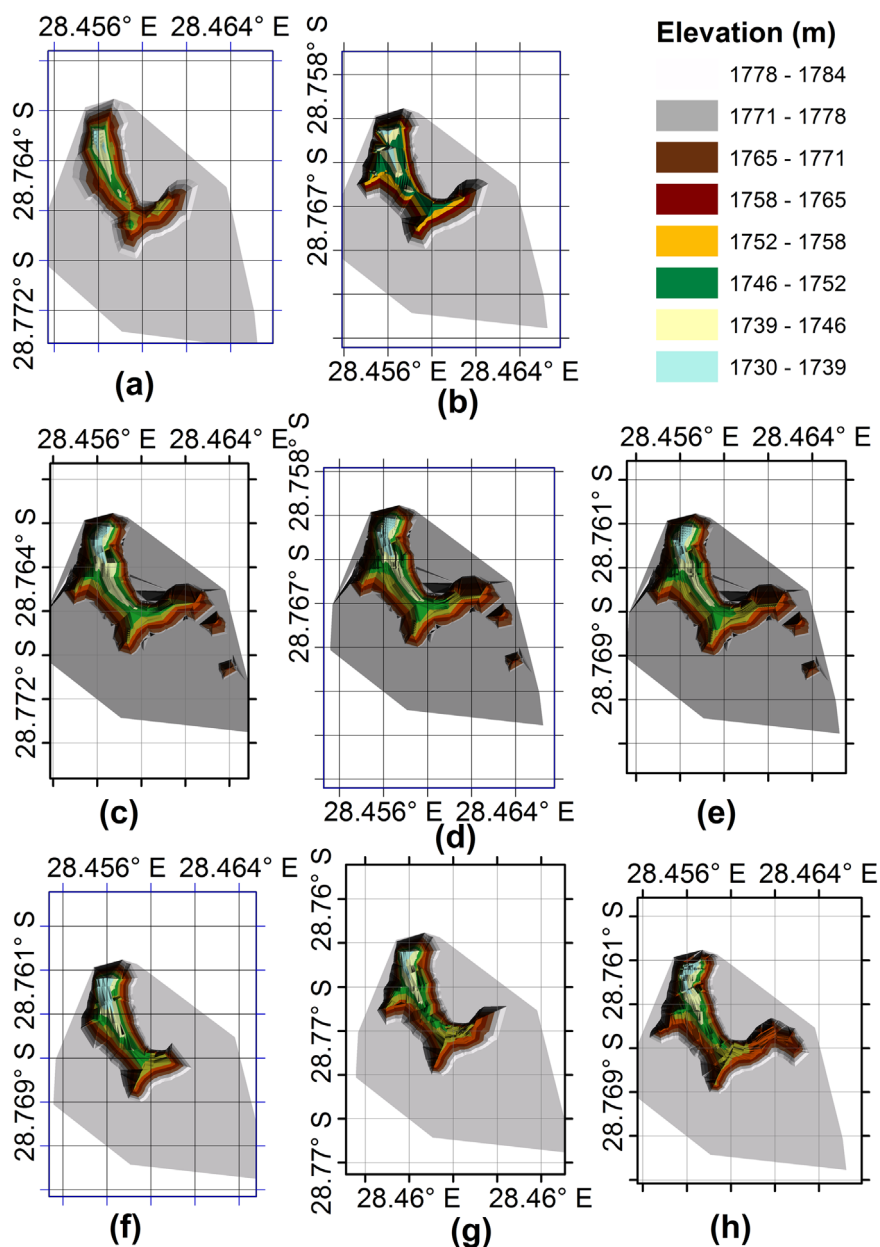 28.456° E 28.464° E
28.764° S
28.772° S
(a)
28.758° S
28.767° S
28.456° E 28.464° E
(b)
Elevation (m)
1778 - 1784
1771 - 1778
1765 - 1771
1758 - 1765
1752 - 1758
1746 - 1752
1739 - 1746
1730 - 1739
28.456° E 28.464° E
28.764° S
28.772° S
(c)
28.758° S
28.767° S
28.456° E 28.464° E
(d)
28.456° E 28.464° E
28.761° S
28.769° S
(e)
28.456° E 28.464° E
28.761° S
28.769° S
(f)
28.76° S
28.77° S
28.77° S
28.46° E 28.46° E
(g)
28.456° E 28.464° E
28.761° S
28.769° S
(h)